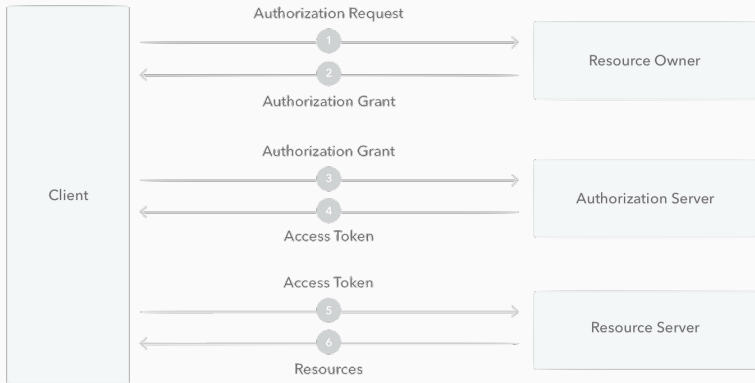 Authorization Request
1
Resource Owner
2
Authorization Grant
Authorization Grant
3
Client
Authorization Server
4
Access Token
Access Token
5
Resource Server
6
Resources